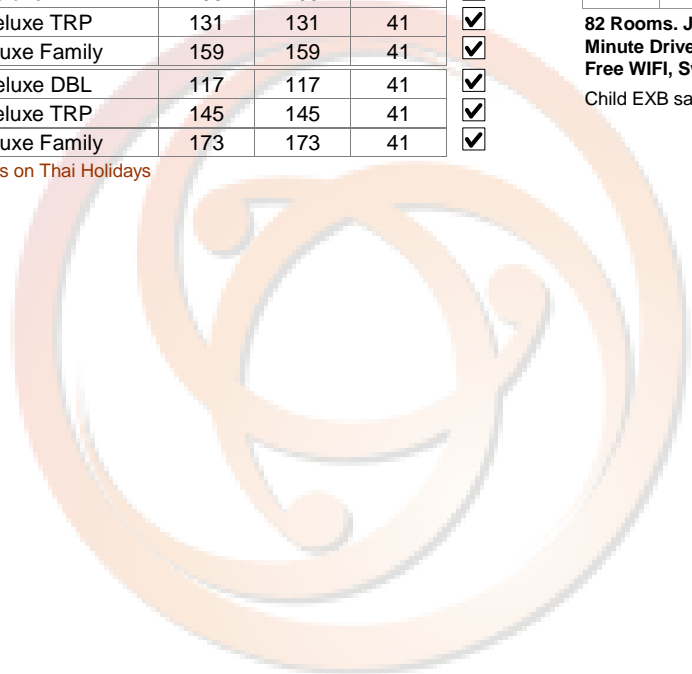 eluxe TRP 131 131 41
uxe Family 159 159 41
eluxe DBL 117 117 41
eluxe TRP 145 145 41
uxe Family 173 173 41
s on Thai Holidays
82 Rooms. J
Minute Drive
Free WIFI, S
Child EXB sa